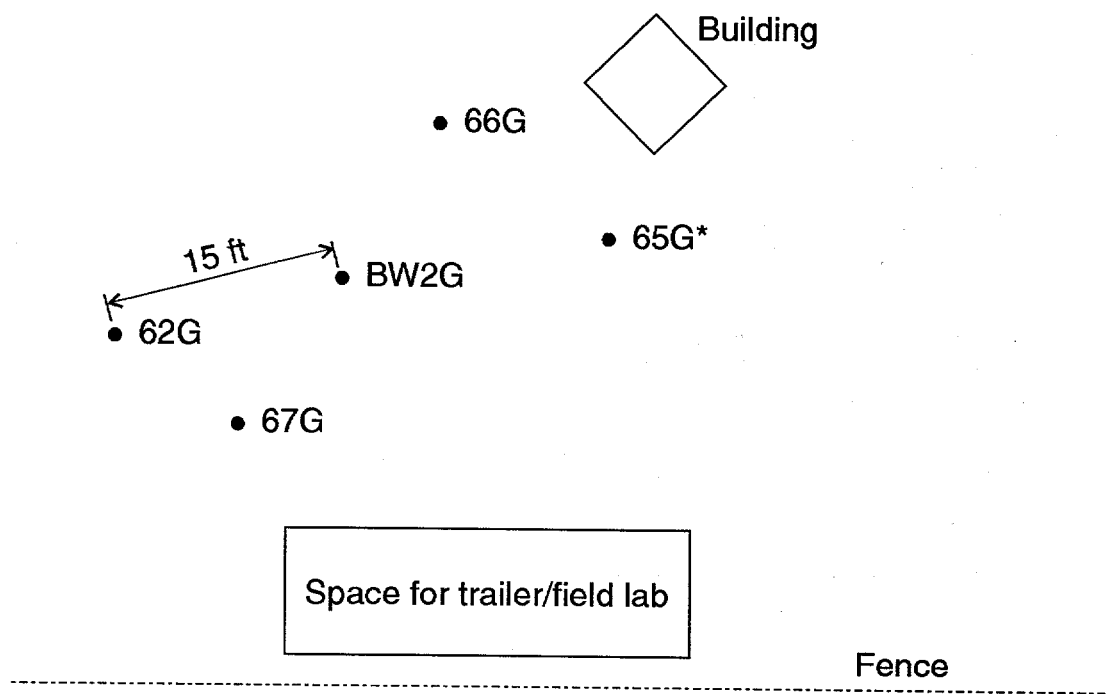 Building
66G
65G*
15 ft
BW2G
62G
67G
Space for trailer/field lab
Fence